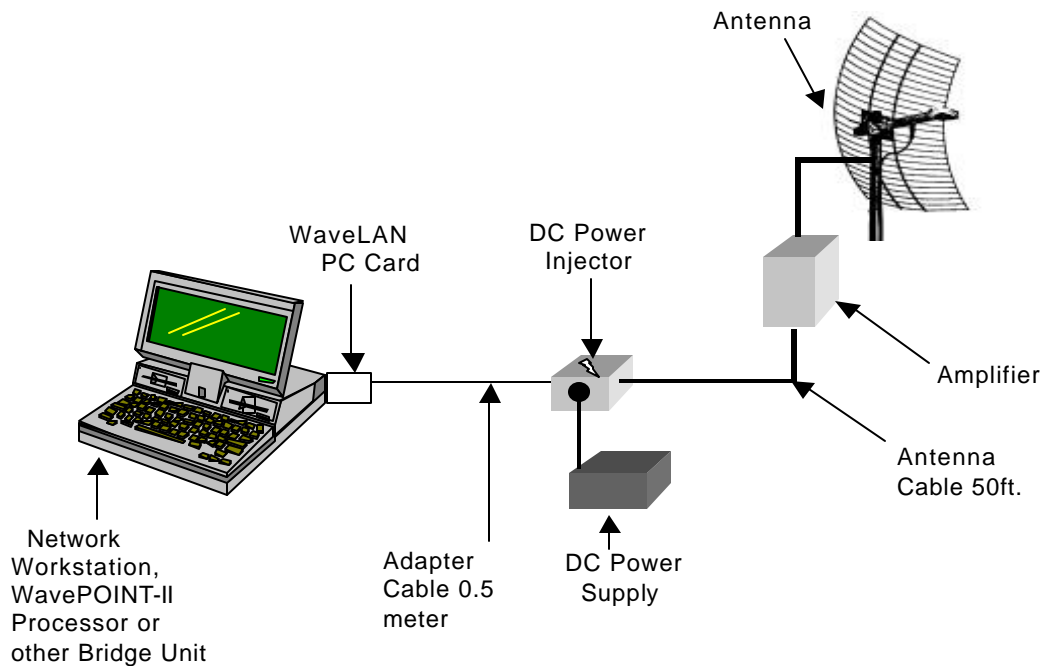 Antenna
WaveLAN
PC Card
DC Power
Injector
Amplifier
Antenna
Cable 50ft.
Network
Workstation,
WavePOINT-II
Processor or
other Bridge Unit
Adapter
Cable 0.5
meter
DC Power
Supply